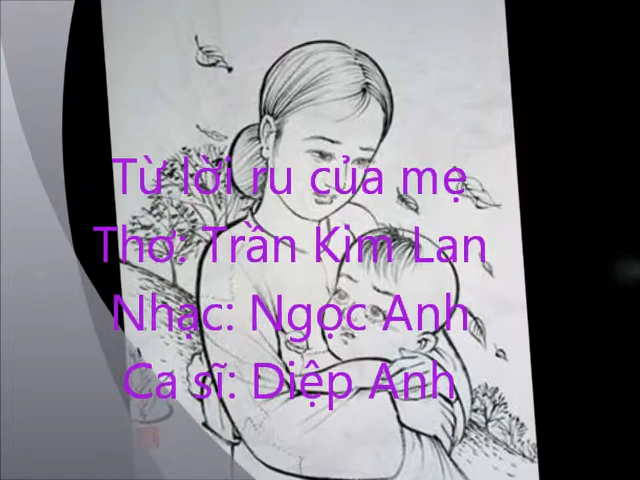 Từ lời ru của mẹ
Thơ: Trần Kim Lan
Nhạc: Ngọc Anh
Ca sĩ: Diệp Anh